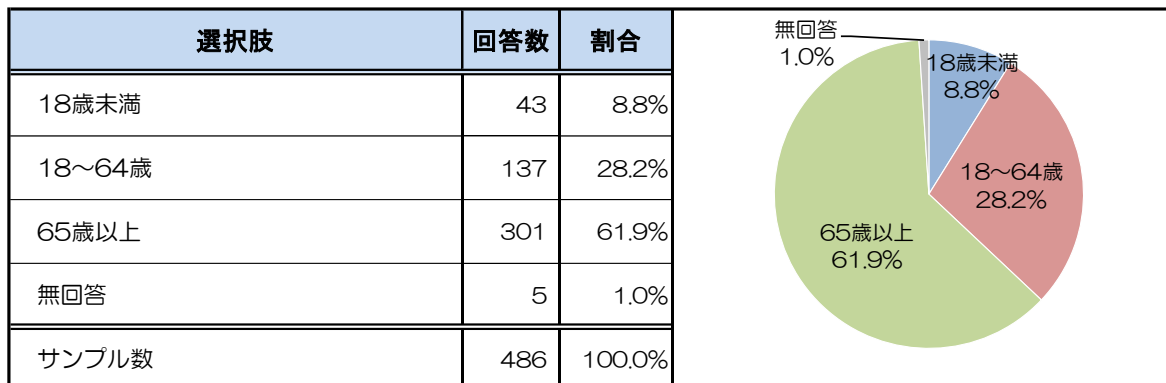 選択肢 回答数 割合
18歳未満 43 8.8%
18～64歳 137 28.2%
65歳以上 301 61.9%
無回答 5 1.0%
サンプル数 486 100.0%
無回答
1.0%
18歳未満
8.8%
18～64歳
28.2%
65歳以上
61.9%